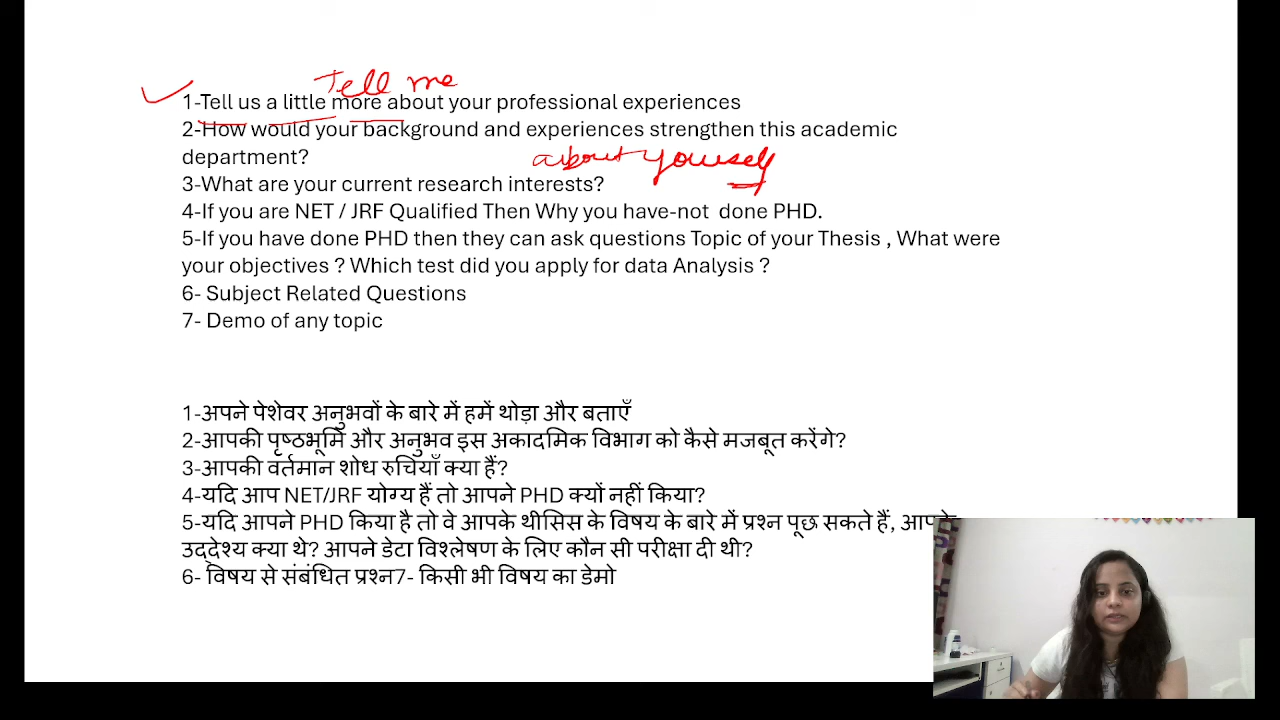 Tell me
1-Tell us a little more about your professional experiences
2-How would your background and experiences strengthen this academic
department?
about yourself
3-What are your current research interests?
4-If you are NET / JRF Qualified Then Why you have-not done PHD.
5-If you have done PHD then they can ask questions Topic of your Thesis , What were
your objectives ? Which test did you apply for data Analysis ?
6- Subject Related Questions
7- Demo of any topic
1-अपने पेशेवर अनुभवों के बारे में हमें थोड़ा और बताएँ
2-आपकी पृष्ठभूमि और अनुभव इस अकादमिक विभाग को कैसे मजबूत करेंगे?
3-आपकी वर्तमान शोध रुचियाँ क्या हैं?
4-यदि आप NET/JRF योग्य हैं तो आपने PHD क्यों नहीं किया?
5-यदि आपने PHD किया है तो वे आपके थीसिस के विषय के बारे में प्रश्न पूछ सकते हैं, आपके
उद्देश्य क्या थे? आपने डेटा विश्लेषण के लिए कौन सी परीक्षा दी थी?
6- विषय से संबंधित प्रश्न7- किसी भी विषय का डेमो